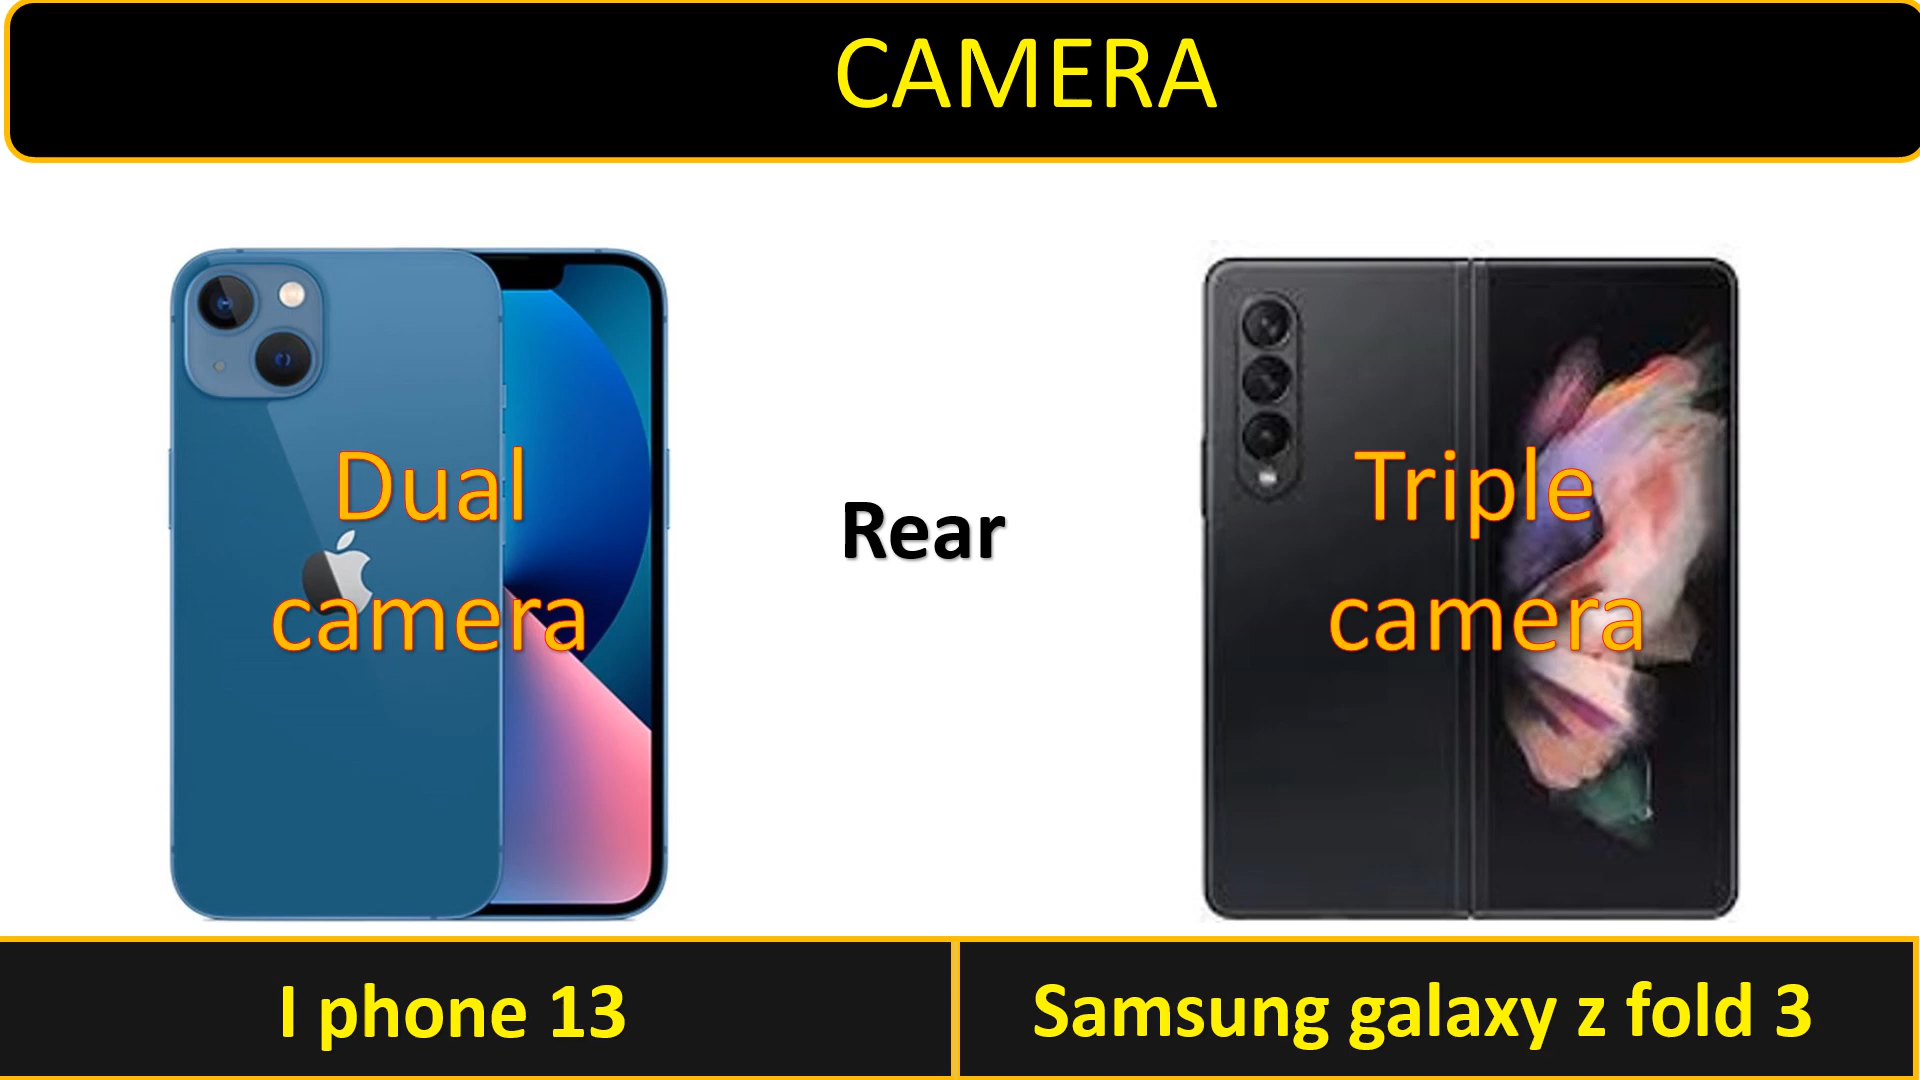 CAMERA
Dual
camera
Rear
Triple
camera
I phone 13
Samsung galaxy z fold 3